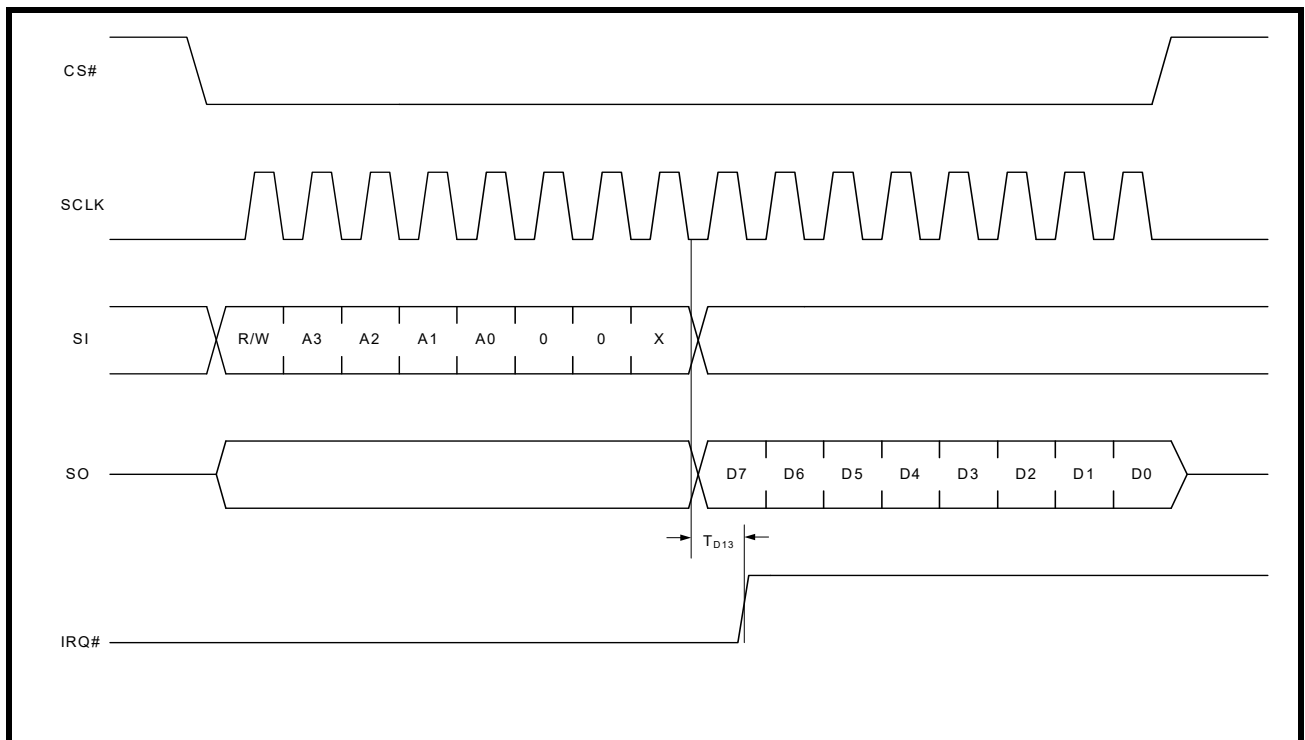 CS#
SCLK
SI R/W A3 A2 A1 A0 0 0 X
SO D7 D6 D5 D4 D3 D2 D1 D0
TD13
IRQ#